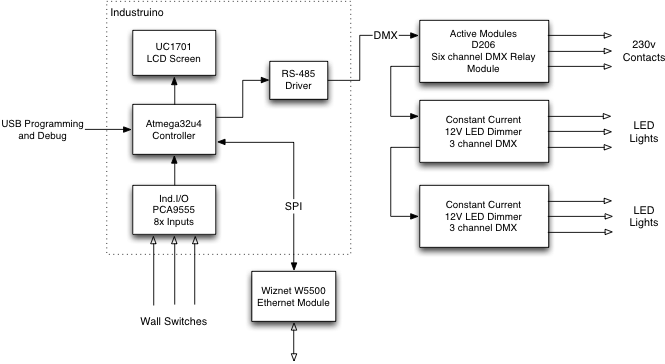 Industruino
UC1701
LCD Screen
RS-485
Driver
DMX
Active Modules
D206
Six channel DMX Relay
Module
230v
Contacts
USB Programming
and Debug
Atmega32u4
Controller
Constant Current
12V LED Dimmer
3 channel DMX
LED
Lights
Ind.I/O
PCA9555
8x Inputs
SPI
Constant Current
12V LED Dimmer
3 channel DMX
LED
Lights
Wall Switches
Wiznet W5500
Ethernet Module